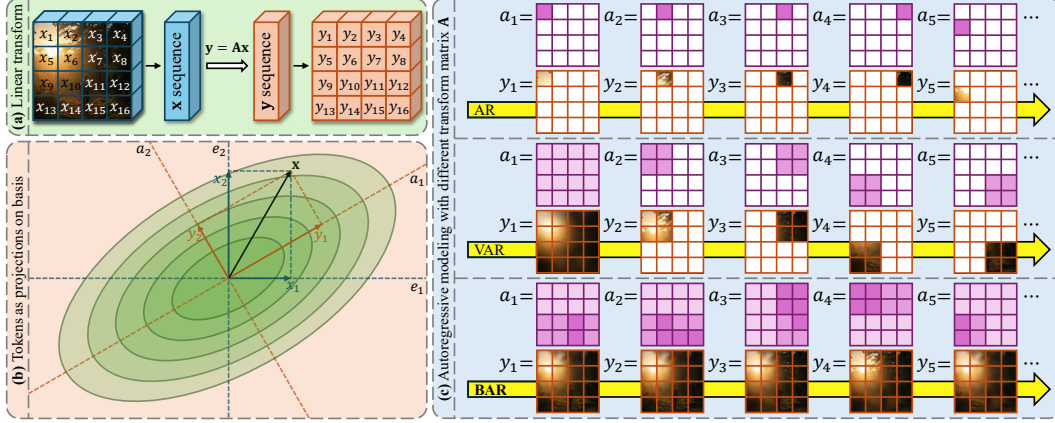 (a) Linear transform
x1 x2 x3 x4
x5 x6 x7 x8
x9 x10 x11 x12
x13 x14 x15 x16
x sequence
y = Ax
y sequence
y1 y2 y3 y4
y5 y6 y7 y8
y9 y10 y11 y12
y13 y14 y15 y16
(b) Tokens as projections on basis
a2 e2 x a1
x2
y2 y1
x1 e1
(c) Autoregressive modeling with different transform matrix A
a1= a2= a3= a4= a5= ...
y1= y2= y3= y4= y5= ...
AR
a1= a2= a3= a4= a5= ...
y1= y2= y3= y4= y5= ...
VAR
a1= a2= a3= a4= a5= ...
y1= y2= y3= y4= y5= ...
BAR